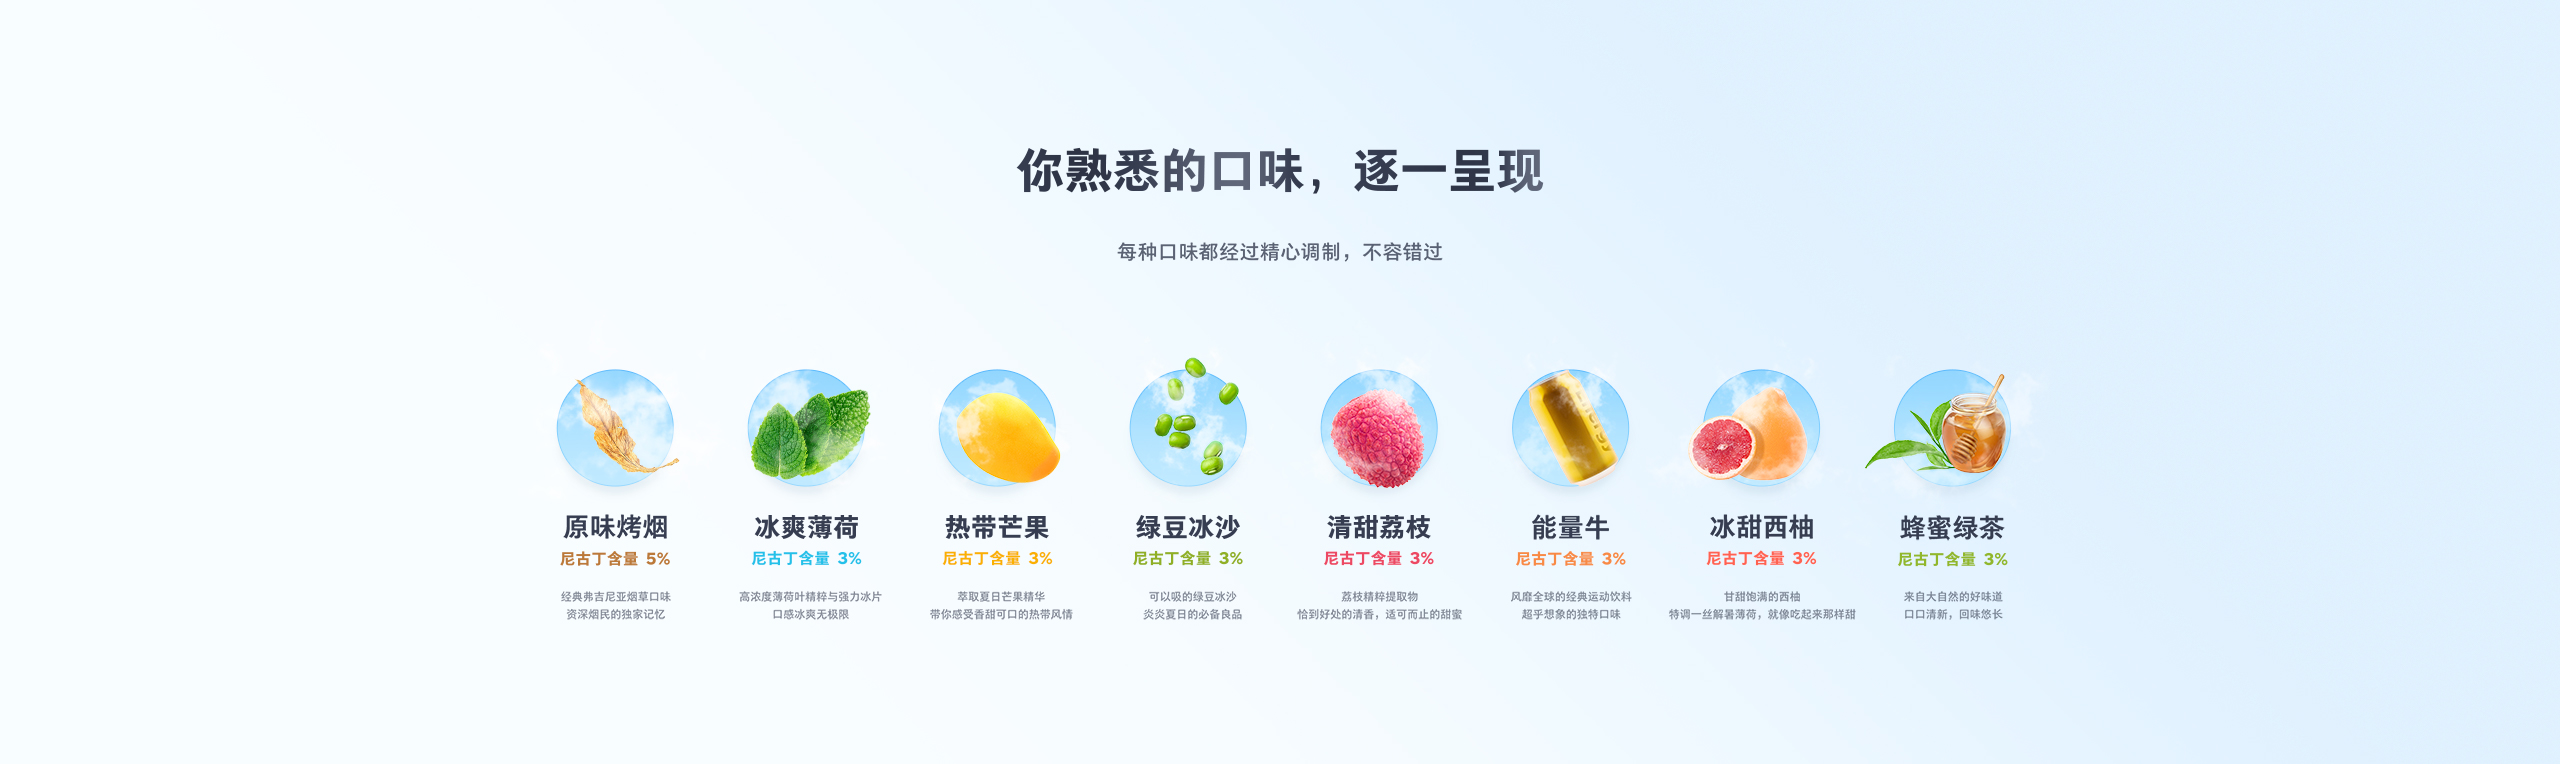 你熟悉的口味，逐一呈现
每种口味都经过精心调制，不容错过
原味烤烟
尼古丁含量 5%
经典弗吉尼亚烟草口味
资深烟民的独家记忆
冰爽薄荷
尼古丁含量 3%
高浓度薄荷叶精粹与强力冰片
口感冰爽无极限
热带芒果
尼古丁含量 3%
萃取夏日芒果精华
带你感受香甜可口的热带风情
绿豆冰沙
尼古丁含量 3%
可以吸的绿豆冰沙
炎炎夏日的必备良品
清甜荔枝
尼古丁含量 3%
荔枝精粹提取物
恰到好处的清香，适可而止的甜蜜
能量牛
尼古丁含量 3%
风靡全球的经典运动饮料
超乎想象的独特口味
冰甜西柚
尼古丁含量 3%
甘甜饱满的西柚
特调一丝解暑薄荷，就像吃起来那样甜
蜂蜜绿茶
尼古丁含量 3%
来自大自然的好味道
口口清新，回味悠长